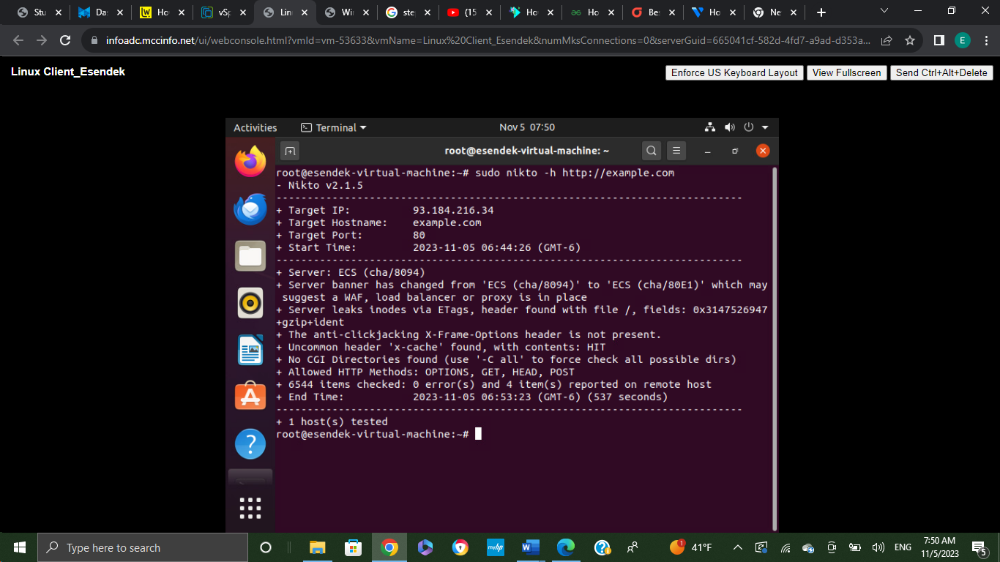 Stu
Das
Ho
vSp
Lin
Wir
ste
(15
Ho
Ho
Be
Ho
Ne
infoadc.mccinfo.net/ui/webconsole.html?vmId=vm-53633&vmName=Linux%20Client_Esendek&numMksConnections=0&serverGuid=665041cf-582d-4fd7-a9ad-d353a...
E
Linux Client_Esendek
Enforce US Keyboard Layout
View Fullscreen
Send Ctrl+Alt+Delete
Activities
Terminal
Nov 5 07:50
root@esendek-virtual-machine: ~
root@esendek-virtual-machine:~# sudo nikto -h http://example.com
- Nikto v2.1.5
---------------------------------------------------------------------------
+ Target IP: 93.184.216.34
+ Target Hostname: example.com
+ Target Port: 80
+ Start Time: 2023-11-05 06:44:26 (GMT-6)
---------------------------------------------------------------------------
+ Server: ECS (cha/8094)
+ Server banner has changed from 'ECS (cha/8094)' to 'ECS (cha/80E1)' which may
suggest a WAF, load balancer or proxy is in place
+ Server leaks inodes via ETags, header found with file /, fields: 0x3147526947
+gzip+ident
+ The anti-clickjacking X-Frame-Options header is not present.
+ Uncommon header 'x-cache' found, with contents: HIT
+ No CGI Directories found (use '-C all' to force check all possible dirs)
+ Allowed HTTP Methods: OPTIONS, GET, HEAD, POST
+ 6544 items checked: 0 error(s) and 4 item(s) reported on remote host
+ End Time: 2023-11-05 06:53:23 (GMT-6) (537 seconds)
---------------------------------------------------------------------------
+ 1 host(s) tested
root@esendek-virtual-machine:~#
Type here to search
myhp
1
41°F
ENG
7:50 AM
11/5/2023
5